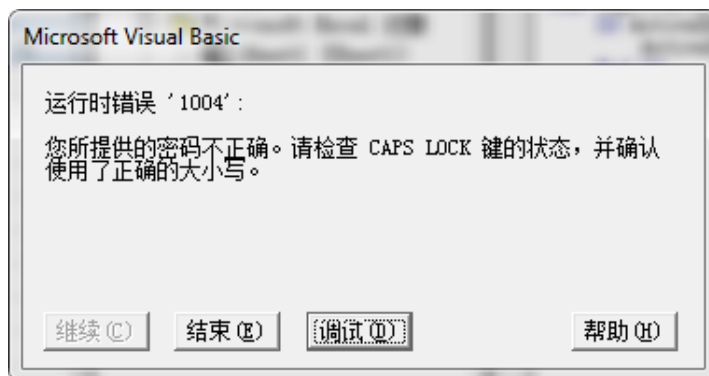 Microsoft Visual Basic
运行时错误 '1004':
您所提供的密码不正确。请检查 CAPS LOCK 键的状态，并确认
使用了正确的大小写。
继续(C) 结束(E) 调试(D) 帮助(H)